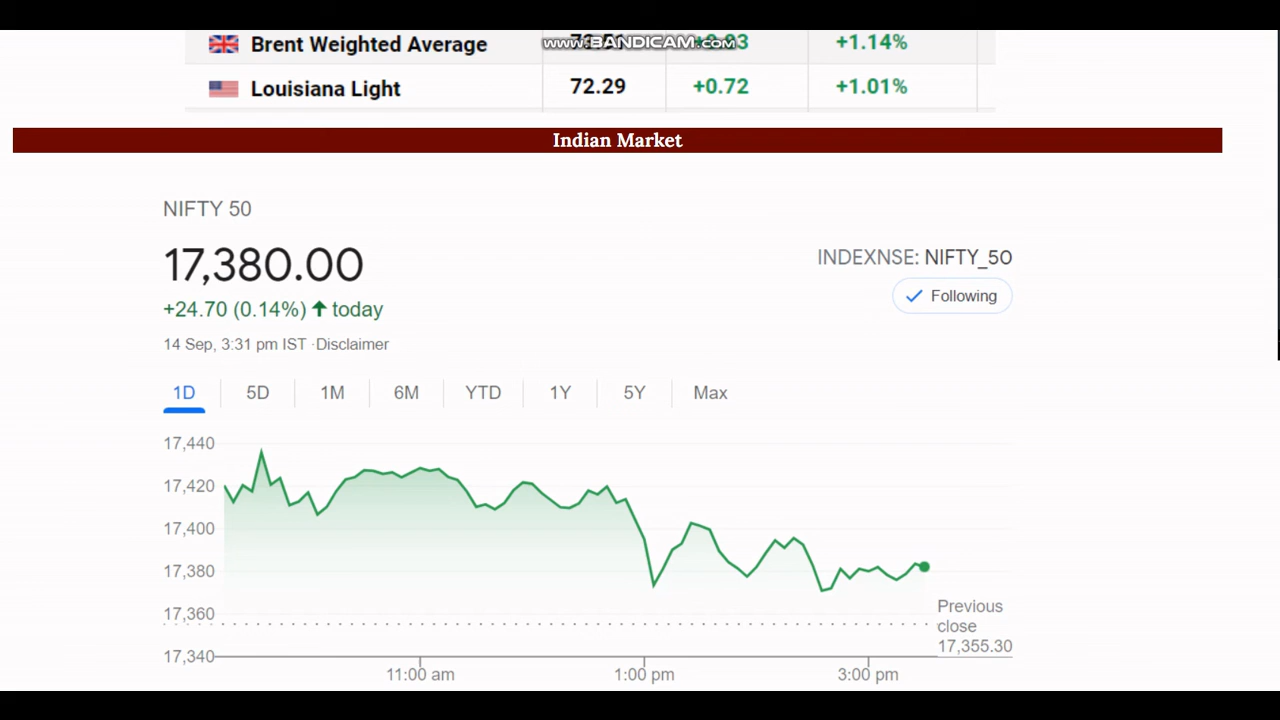 www.BANDICAM.com
Brent Weighted Average +1.14%
Louisiana Light 72.29 +0.72 +1.01%
Indian Market
NIFTY 50
17,380.00
INDEXNSE: NIFTY_50
+24.70 (0.14%) ↑ today
Following
14 Sep, 3:31 pm IST ·Disclaimer
1D 5D 1M 6M YTD 1Y 5Y Max
17,440
17,420
17,400
17,380
17,360
17,340
Previous
close
17,355.30
11:00 am 1:00 pm 3:00 pm